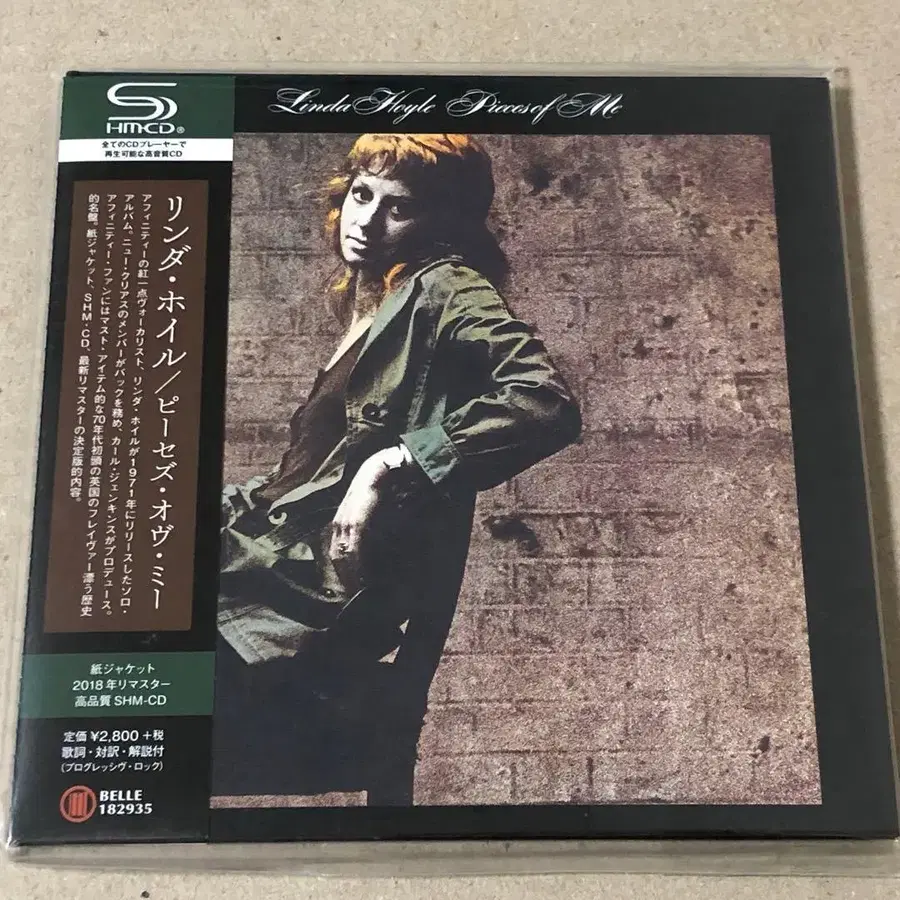 Linda Hoyle Pieces of Me
SHM-CD®
全てのCDプレーヤーで
再生可能な高音質CD
リンダ・ホイル／ピーセズ・オヴ・ミー
アフィニティーの紅一点ヴォーカリスト、リンダ・ホイルが1971年にリリースしたソロ・
アルバム。ニュークリアスのメンバーがバックを務め、カール・ジェンキンスがプロデュース。
アフィニティー・ファンにはマスト・アイテム的な70年代初頭の英国のフレイヴァー漂う歴史
的名盤。紙ジャケット、SHM-CD、最新リマスターの決定版的内容。
紙ジャケット
2018年リマスター
高品質 SHM-CD
定価 ¥2,800 +税
歌詞・対訳・解説付
(プログレッシヴ・ロック)
BELLE
182935